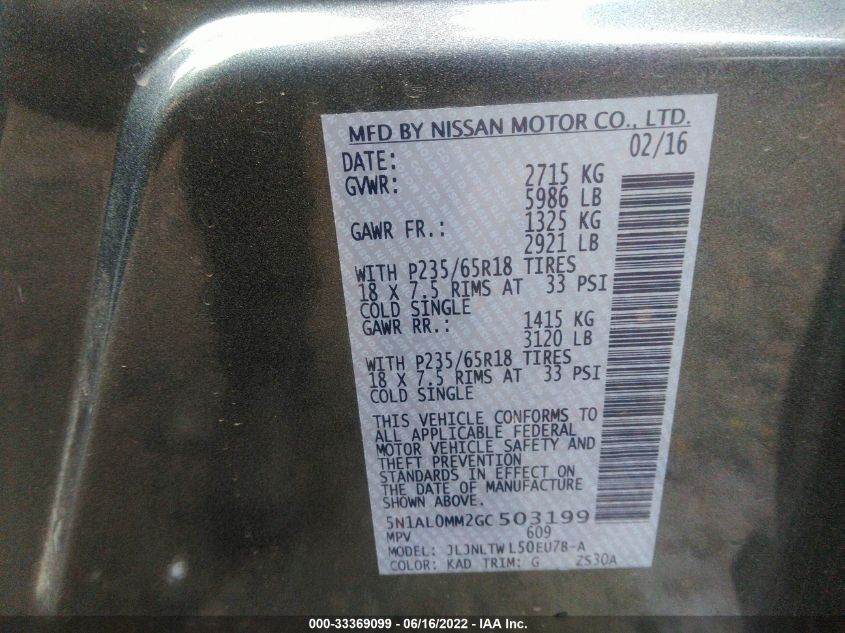 MFD BY NISSAN MOTOR CO., LTD.
DATE: 02/16
GVWR: 2715 KG
5986 LB
GAWR FR.: 1325 KG
2921 LB
WITH P235/65R18 TIRES
18 X 7.5 RIMS AT 33 PSI
COLD SINGLE
GAWR RR.: 1415 KG
3120 LB
WITH P235/65R18 TIRES
18 X 7.5 RIMS AT 33 PSI
COLD SINGLE
THIS VEHICLE CONFORMS TO
ALL APPLICABLE FEDERAL
MOTOR VEHICLE SAFETY AND
THEFT PREVENTION
STANDARDS IN EFFECT ON
THE DATE OF MANUFACTURE
SHOWN ABOVE.
5N1AL0MM2GC503199
MPV 609
MODEL: JLJNLTWL50EU78-A
COLOR: KAD TRIM: G ZS30A
000-33369099 - 06/16/2022 - IAA Inc.